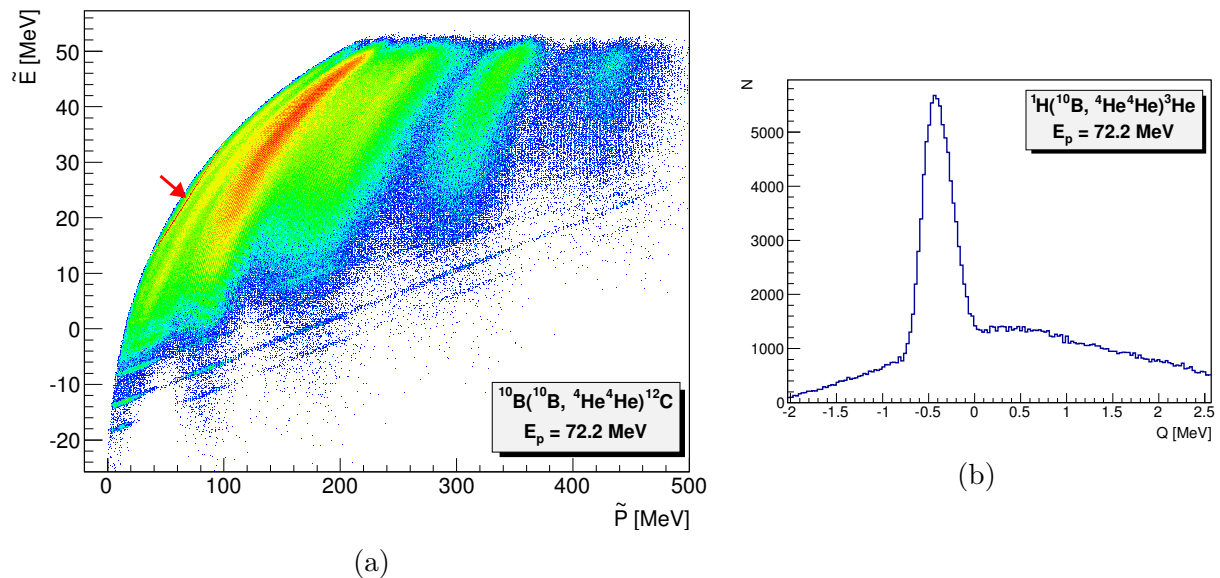 Ẽ [MeV]
50
40
30
20
10
0
-10
-20
¹⁰B(¹⁰B, ⁴He⁴He)¹²C
Eₚ = 72.2 MeV
0 100 200 300 400 500
P̃ [MeV]
(a)
N
5000
4000
3000
2000
1000
0
¹H(¹⁰B, ⁴He⁴He)³He
Eₚ = 72.2 MeV
-2 -1.5 -1 -0.5 0 0.5 1 1.5 2 2.5
Q [MeV]
(b)